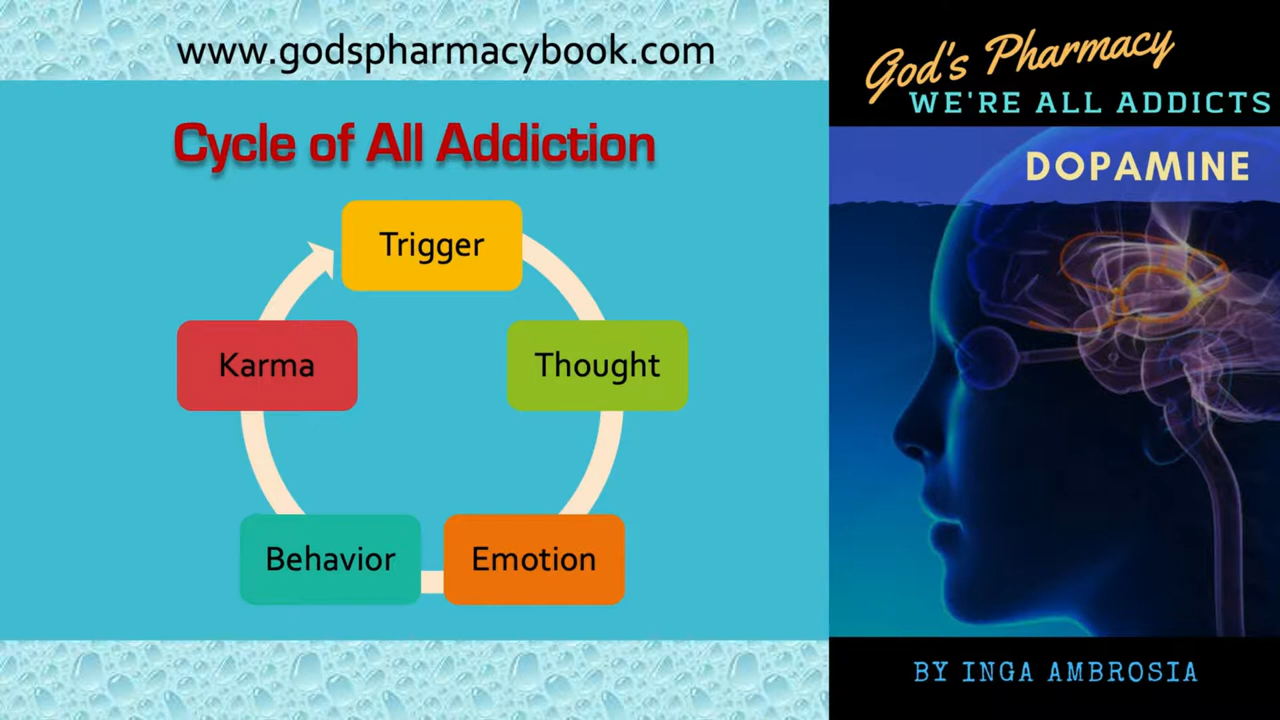 www.godspharmacybook.com
Cycle of All Addiction
Trigger
Thought
Emotion
Behavior
Karma
God's Pharmacy
WE'RE ALL ADDICTS
DOPAMINE
BY INGA AMBROSIA